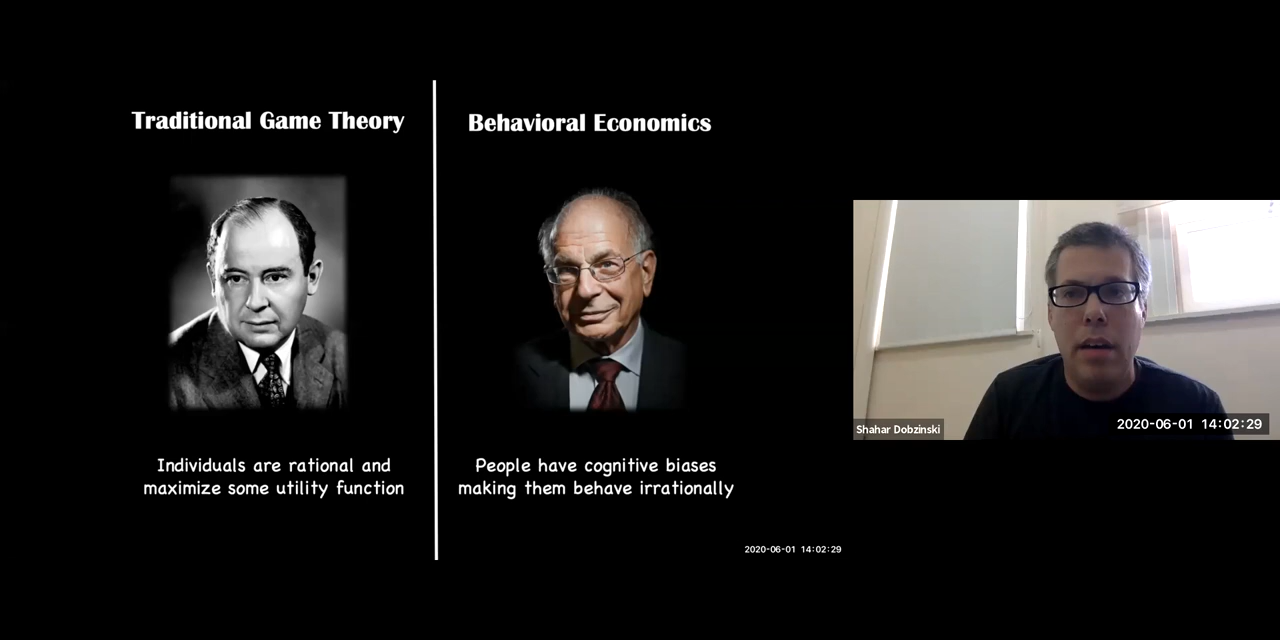 Traditional Game Theory
Individuals are rational and
maximize some utility function
Behavioral Economics
People have cognitive biases
making them behave irrationally
2020-06-01 14:02:29
Shahar Dobzinski
2020-06-01 14:02:29